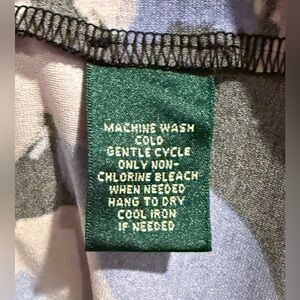 MACHINE WASH
COLD
GENTLE CYCLE
ONLY NON-
CHLORINE BLEACH
WHEN NEEDED
HANG TO DRY
COOL IRON
IF NEEDED